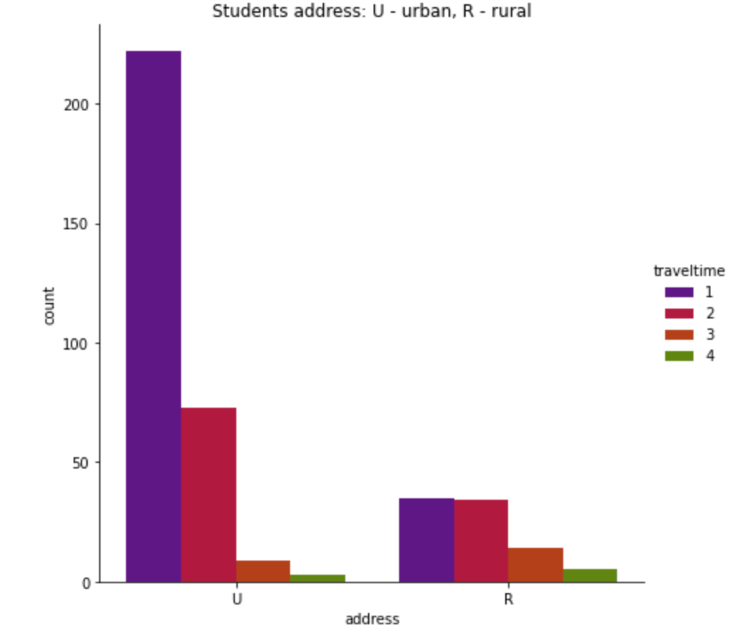 Students address: U - urban, R - rural
200
150
100
50
0
count
U
R
address
traveltime
1
2
3
4